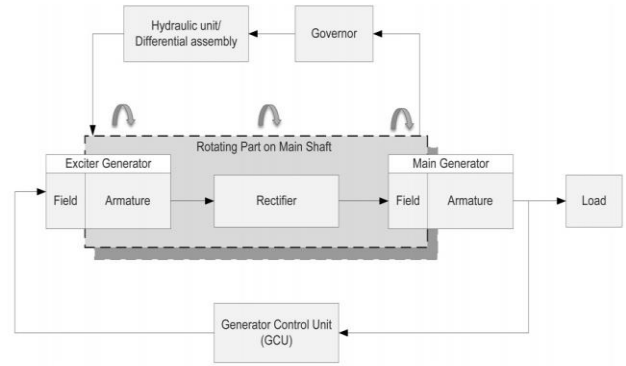 Hydraulic unit/
Differential assembly
Governor
Rotating Part on Main Shaft
Exciter Generator
Main Generator
Field
Armature
Rectifier
Field
Armature
Load
Generator Control Unit
(GCU)